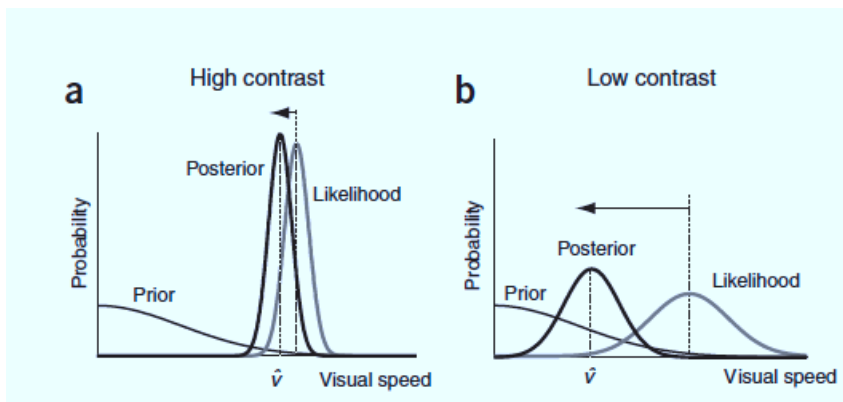 a
High contrast
Posterior
Likelihood
Prior
Probability
v̂
Visual speed
b
Low contrast
Posterior
Likelihood
Prior
Probability
v̂
Visual speed